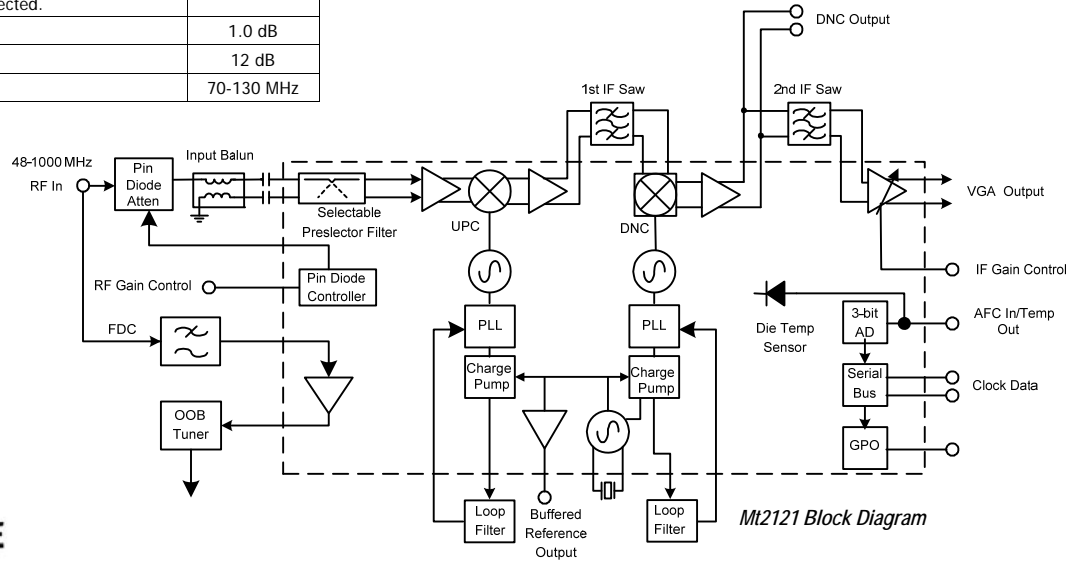 ected.
1.0 dB
12 dB
70-130 MHz
DNC Output
1st IF Saw
2nd IF Saw
48-1000 MHz
RF In
Pin
Diode
Atten
Input Balun
Selectable
Preslector Filter
UPC
DNC
VGA Output
RF Gain Control
Pin Diode
Controller
IF Gain Control
FDC
PLL
PLL
Die Temp
Sensor
3-bit
AD
AFC In/Temp
Out
Charge
Pump
Charge
Pump
Serial
Bus
Clock Data
OOB
Tuner
GPO
Loop
Filter
Buffered
Reference
Output
Loop
Filter
Mt2121 Block Diagram
E